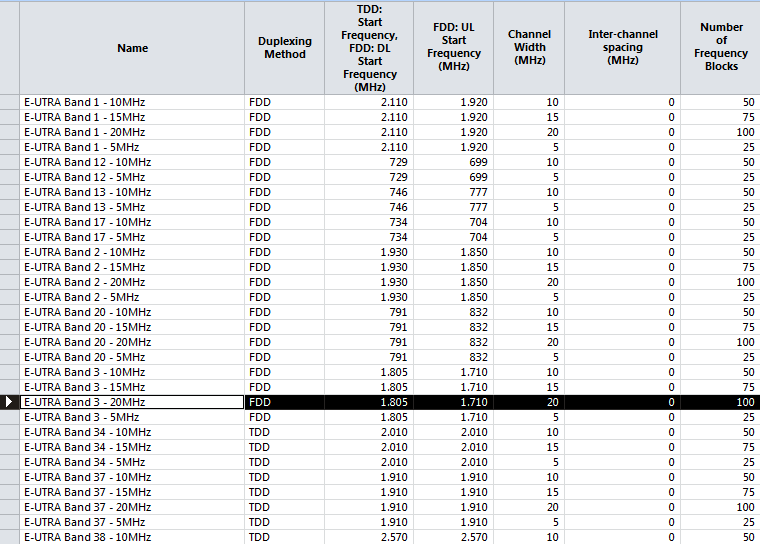 Name
Duplexing
Method
TDD:
Start
Frequency,
FDD: DL
Start
Frequency
(MHz)
FDD: UL
Start
Frequency
(MHz)
Channel
Width
(MHz)
Inter-channel
spacing
(MHz)
Number
of
Frequency
Blocks
E-UTRA Band 1 - 10MHz FDD 2.110 1.920 10 0 50
E-UTRA Band 1 - 15MHz FDD 2.110 1.920 15 0 75
E-UTRA Band 1 - 20MHz FDD 2.110 1.920 20 0 100
E-UTRA Band 1 - 5MHz FDD 2.110 1.920 5 0 25
E-UTRA Band 12 - 10MHz FDD 729 699 10 0 50
E-UTRA Band 12 - 5MHz FDD 729 699 5 0 25
E-UTRA Band 13 - 10MHz FDD 746 777 10 0 50
E-UTRA Band 13 - 5MHz FDD 746 777 5 0 25
E-UTRA Band 17 - 10MHz FDD 734 704 10 0 50
E-UTRA Band 17 - 5MHz FDD 734 704 5 0 25
E-UTRA Band 2 - 10MHz FDD 1.930 1.850 10 0 50
E-UTRA Band 2 - 15MHz FDD 1.930 1.850 15 0 75
E-UTRA Band 2 - 20MHz FDD 1.930 1.850 20 0 100
E-UTRA Band 2 - 5MHz FDD 1.930 1.850 5 0 25
E-UTRA Band 20 - 10MHz FDD 791 832 10 0 50
E-UTRA Band 20 - 15MHz FDD 791 832 15 0 75
E-UTRA Band 20 - 20MHz FDD 791 832 20 0 100
E-UTRA Band 20 - 5MHz FDD 791 832 5 0 25
E-UTRA Band 3 - 10MHz FDD 1.805 1.710 10 0 50
E-UTRA Band 3 - 15MHz FDD 1.805 1.710 15 0 75
E-UTRA Band 3 - 20MHz FDD 1.805 1.710 20 0 100
E-UTRA Band 3 - 5MHz FDD 1.805 1.710 5 0 25
E-UTRA Band 34 - 10MHz TDD 2.010 2.010 10 0 50
E-UTRA Band 34 - 15MHz TDD 2.010 2.010 15 0 75
E-UTRA Band 34 - 5MHz TDD 2.010 2.010 5 0 25
E-UTRA Band 37 - 10MHz TDD 1.910 1.910 10 0 50
E-UTRA Band 37 - 15MHz TDD 1.910 1.910 15 0 75
E-UTRA Band 37 - 20MHz TDD 1.910 1.910 20 0 100
E-UTRA Band 37 - 5MHz TDD 1.910 1.910 5 0 25
E-UTRA Band 38 - 10MHz TDD 2.570 2.570 10 0 50